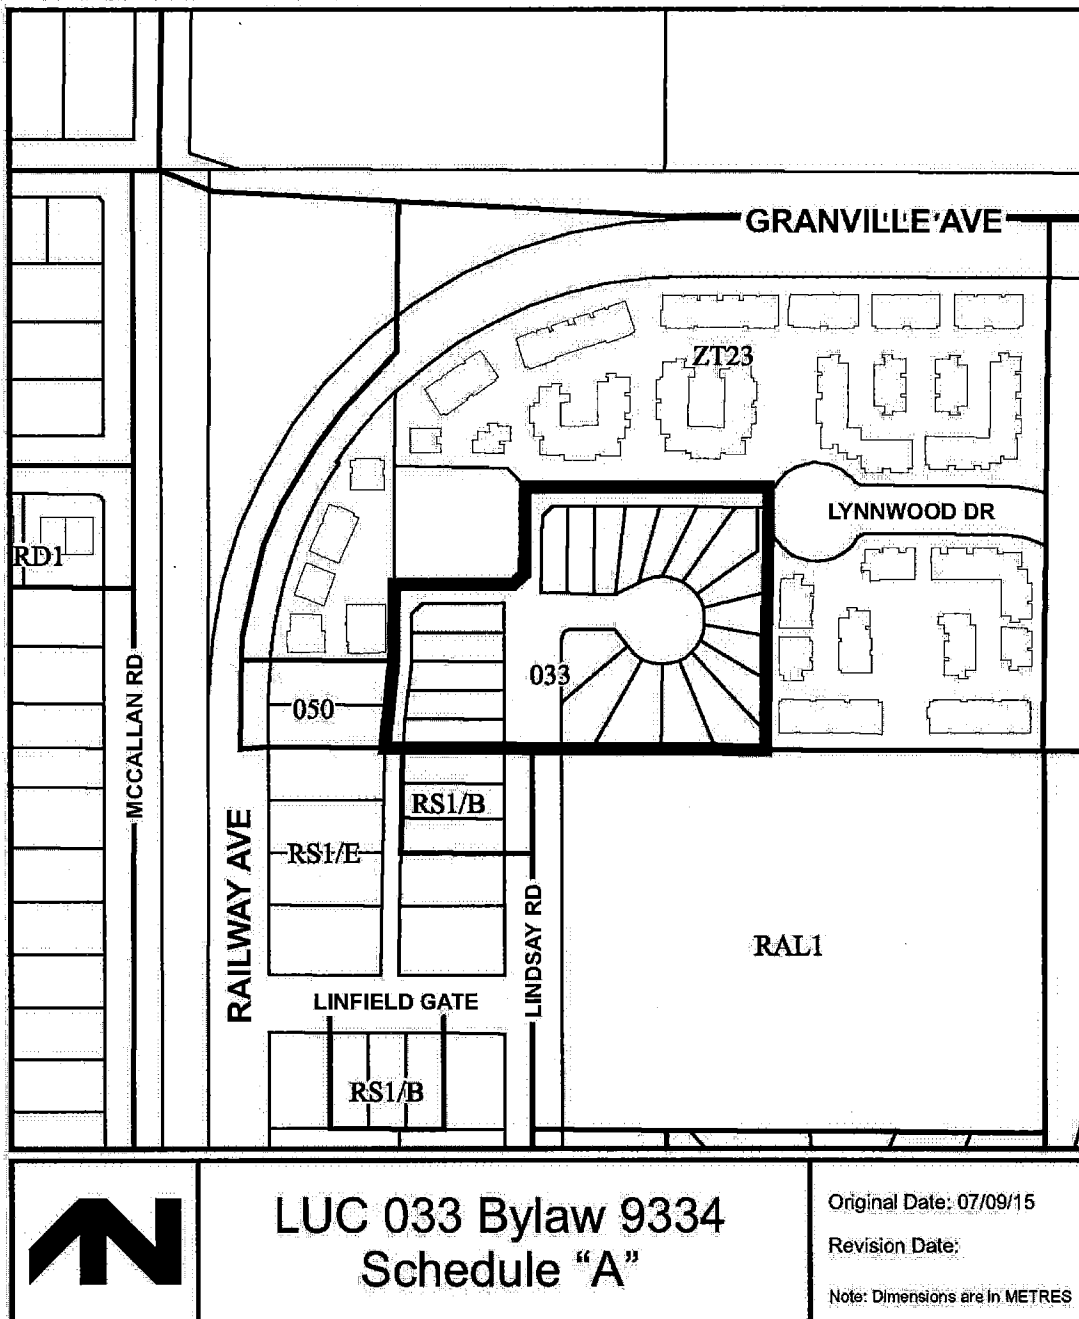 GRANVILLE AVE
ZT23
LYNNWOOD DR
RD1
033
050
MCCALLAN RD
RS1/B
RS1/E
RAILWAY AVE
LINDSAY RD
RAL1
LINFIELD GATE
RS1/B
LUC 033 Bylaw 9334
Schedule "A"
Original Date: 07/09/15
Revision Date:
Note: Dimensions are in METRES